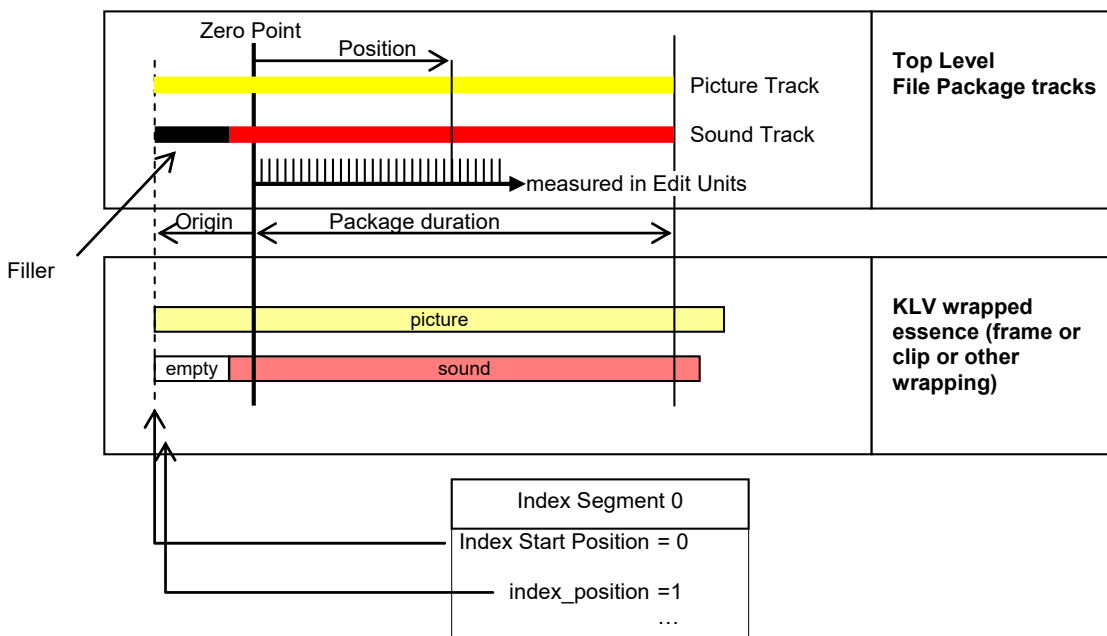 Zero Point
Position
Top Level
File Package tracks
Picture Track
Sound Track
measured in Edit Units
Origin
Package duration
Filler
KLV wrapped
essence (frame or
clip or other
wrapping)
picture
empty
sound
Index Segment 0
Index Start Position = 0
index_position =1
...